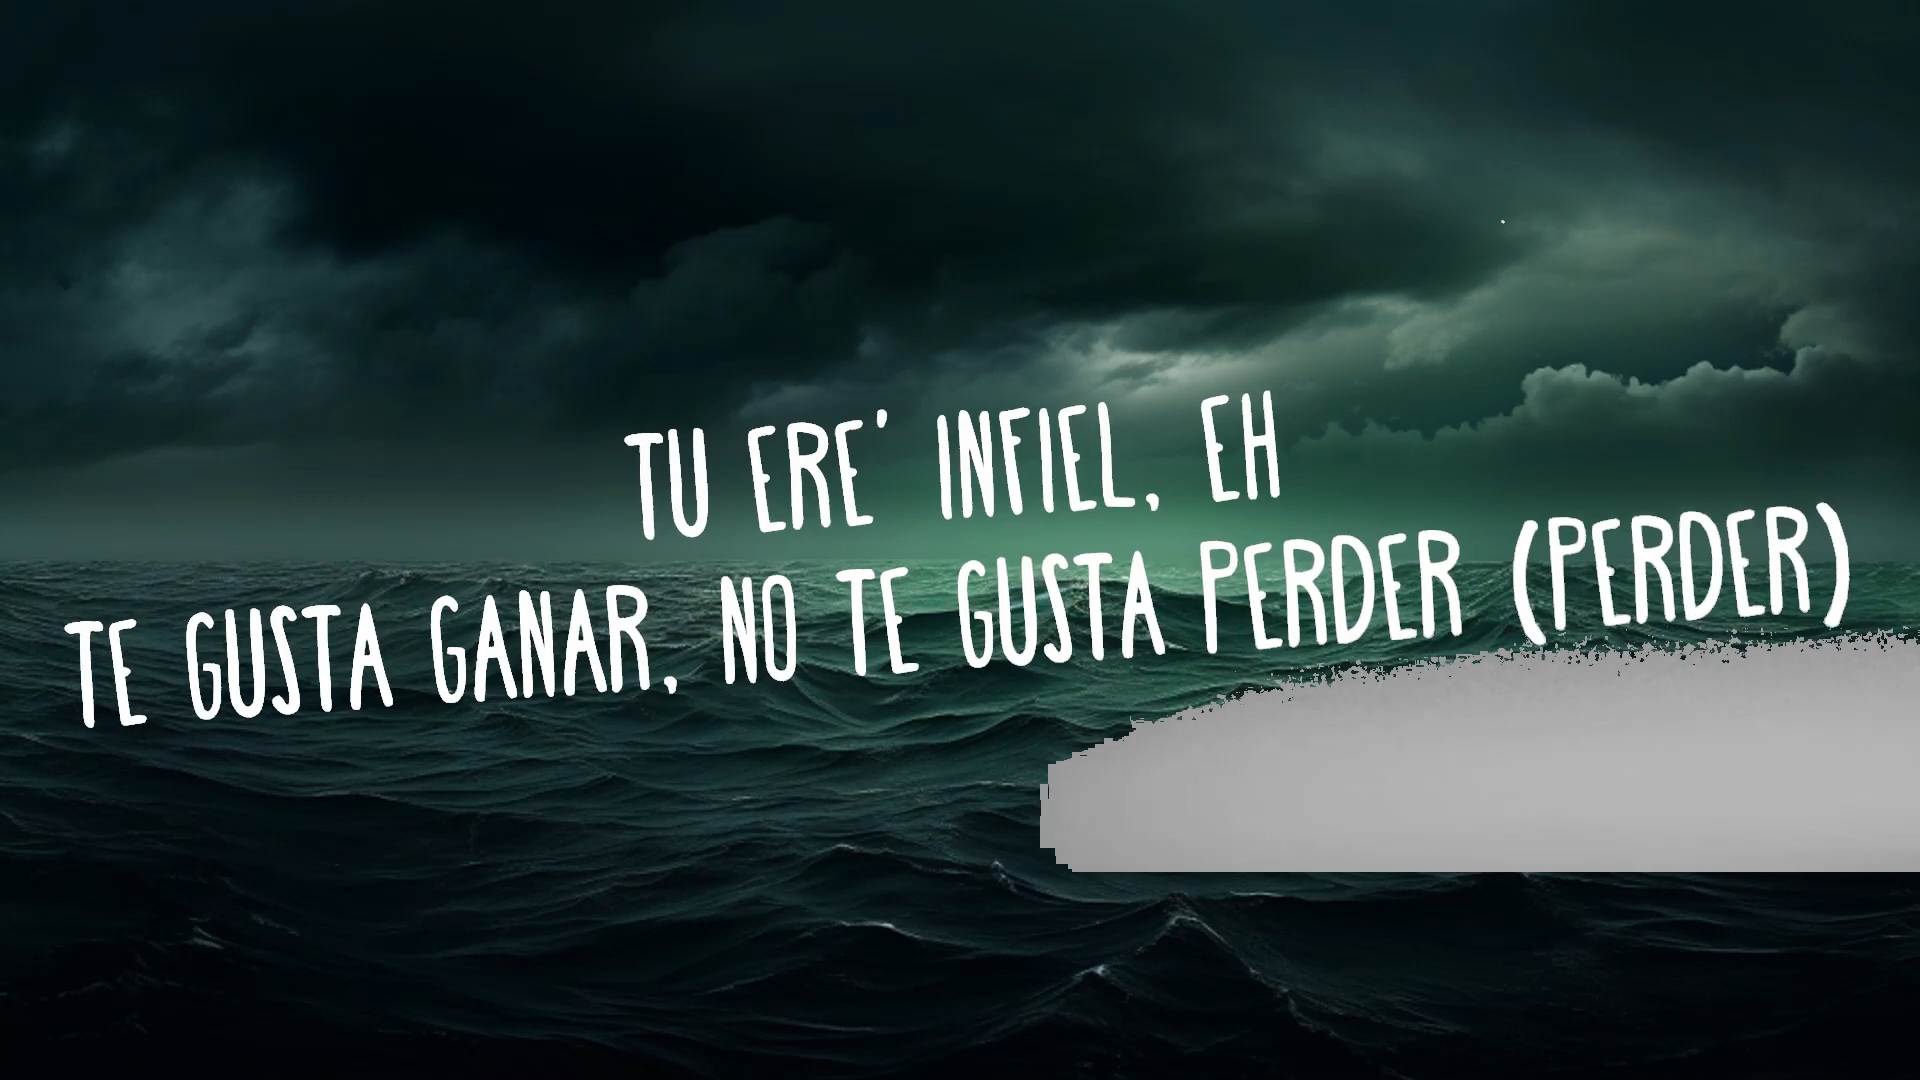 TU ERE' INFIEL, EH
TE GUSTA GANAR, NO TE GUSTA PERDER (PERDER)